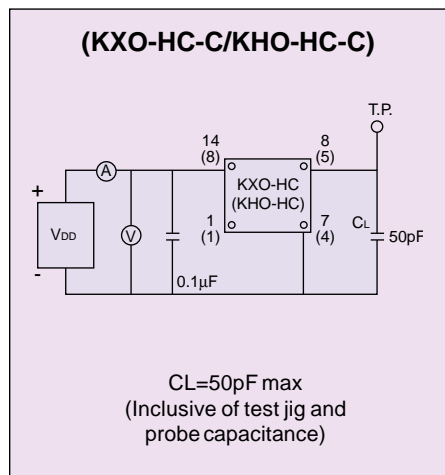 (KXO-HC-C/KHO-HC-C)
T.P.
14
(8)
8
(5)
A
+
KXO-HC
(KHO-HC)
VDD
V
1
(1)
7
(4)
CL
50pF
-
0.1µF
CL=50pF max
(Inclusive of test jig and
probe capacitance)